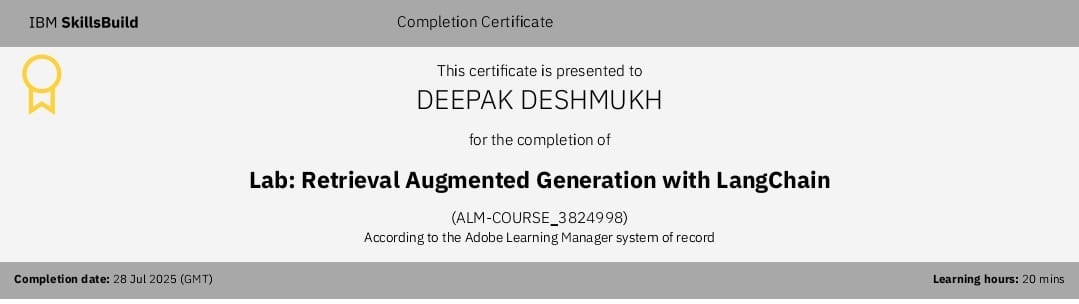 IBM SkillsBuild
Completion Certificate
This certificate is presented to
DEEPAK DESHMUKH
for the completion of
Lab: Retrieval Augmented Generation with LangChain
(ALM-COURSE_3824998)
According to the Adobe Learning Manager system of record
Completion date: 28 Jul 2025 (GMT)
Learning hours: 20 mins